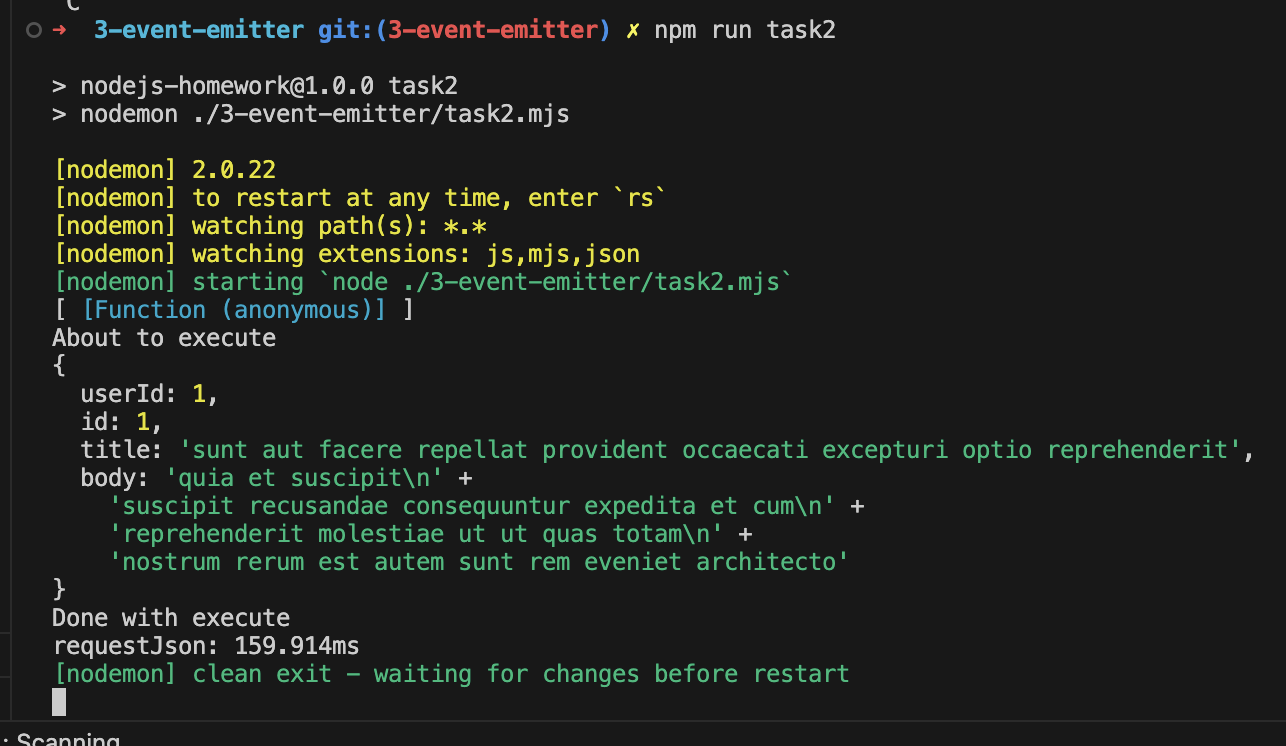 C
➜  3-event-emitter git:(3-event-emitter) ✗ npm run task2
> nodejs-homework@1.0.0 task2
> nodemon ./3-event-emitter/task2.mjs
[nodemon] 2.0.22
[nodemon] to restart at any time, enter `rs`
[nodemon] watching path(s): *.*
[nodemon] watching extensions: js,mjs,json
[nodemon] starting `node ./3-event-emitter/task2.mjs`
[ [Function (anonymous)] ]
About to execute
{
  userId: 1,
  id: 1,
  title: 'sunt aut facere repellat provident occaecati excepturi optio reprehenderit',
  body: 'quia et suscipit\n' +
    'suscipit recusandae consequuntur expedita et cum\n' +
    'reprehenderit molestiae ut ut quas totam\n' +
    'nostrum rerum est autem sunt rem eveniet architecto'
}
Done with execute
requestJson: 159.914ms
[nodemon] clean exit - waiting for changes before restart
: Scanning